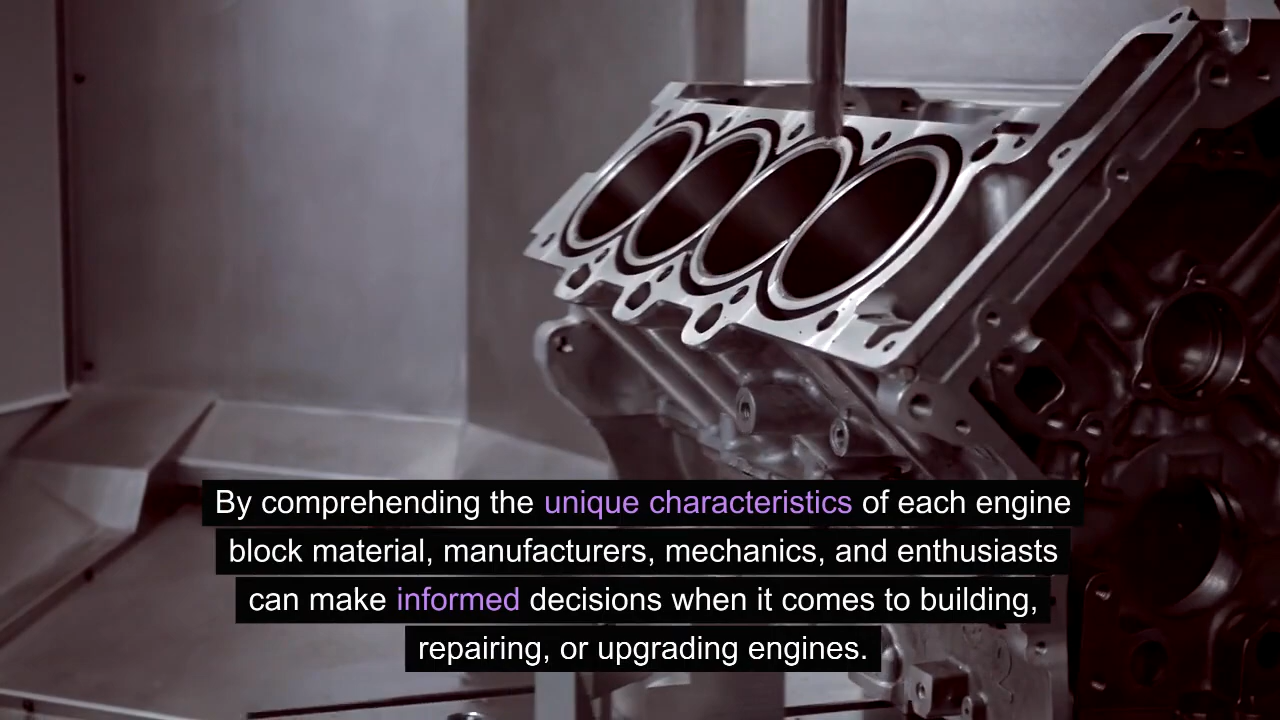 By comprehending the unique characteristics of each engine
block material, manufacturers, mechanics, and enthusiasts
can make informed decisions when it comes to building,
repairing, or upgrading engines.